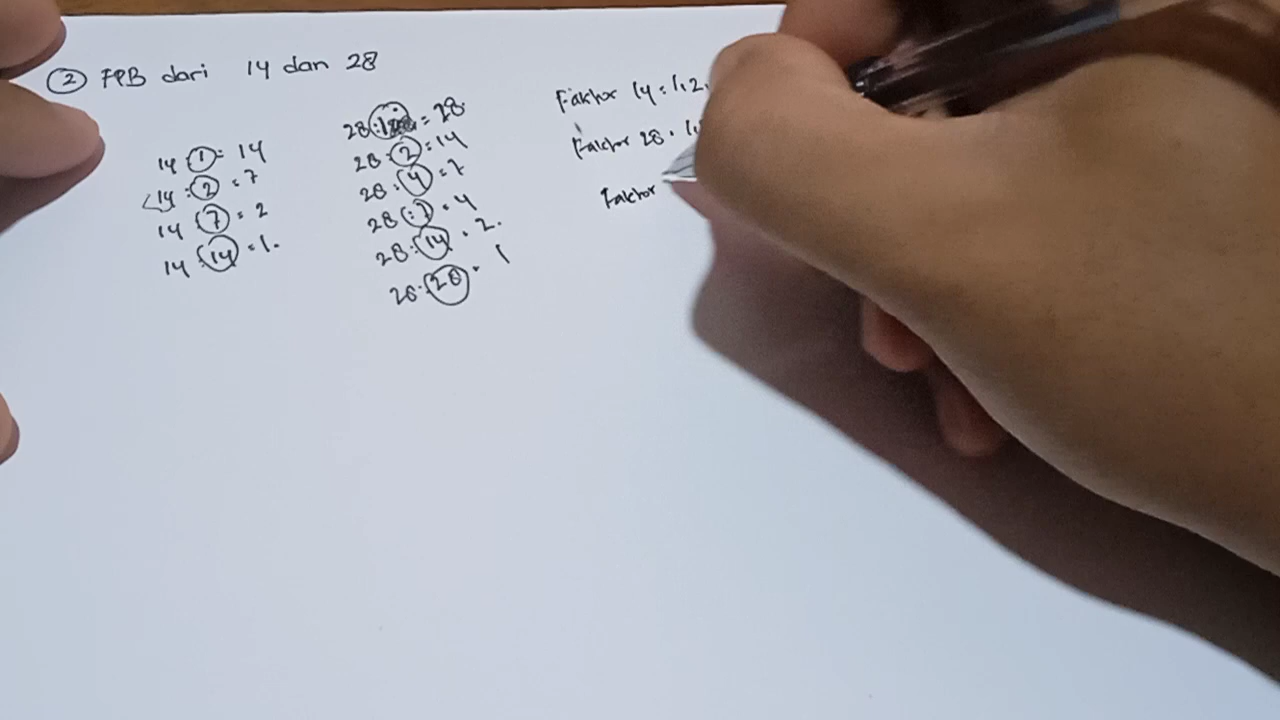 2 FPB dari 14 dan 28
14 : 1 = 14
14 : 2 = 7
14 : 7 = 2
14 : 14 = 1.
28 : 1 = 28
28 : 2 = 14
28 : 4 = 7
28 : 7 = 4
28 : 14 = 2.
28 : 28 = 1
Faktor 14 = 1, 2,
Faktor 28 = 1,
Faktor